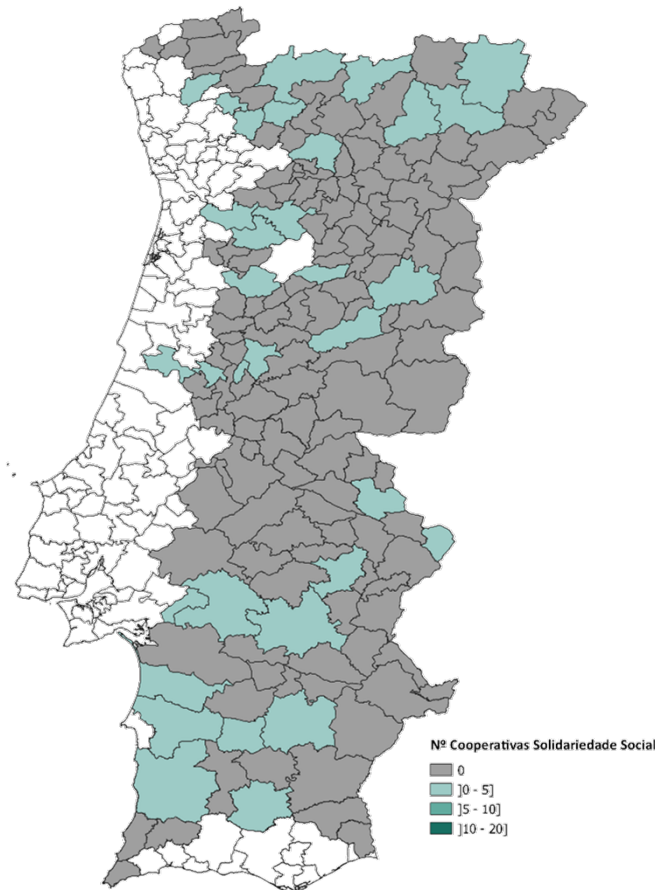 Nº Cooperativas Solidariedade Social
0
]0 - 5]
]5 - 10]
]10 - 20]